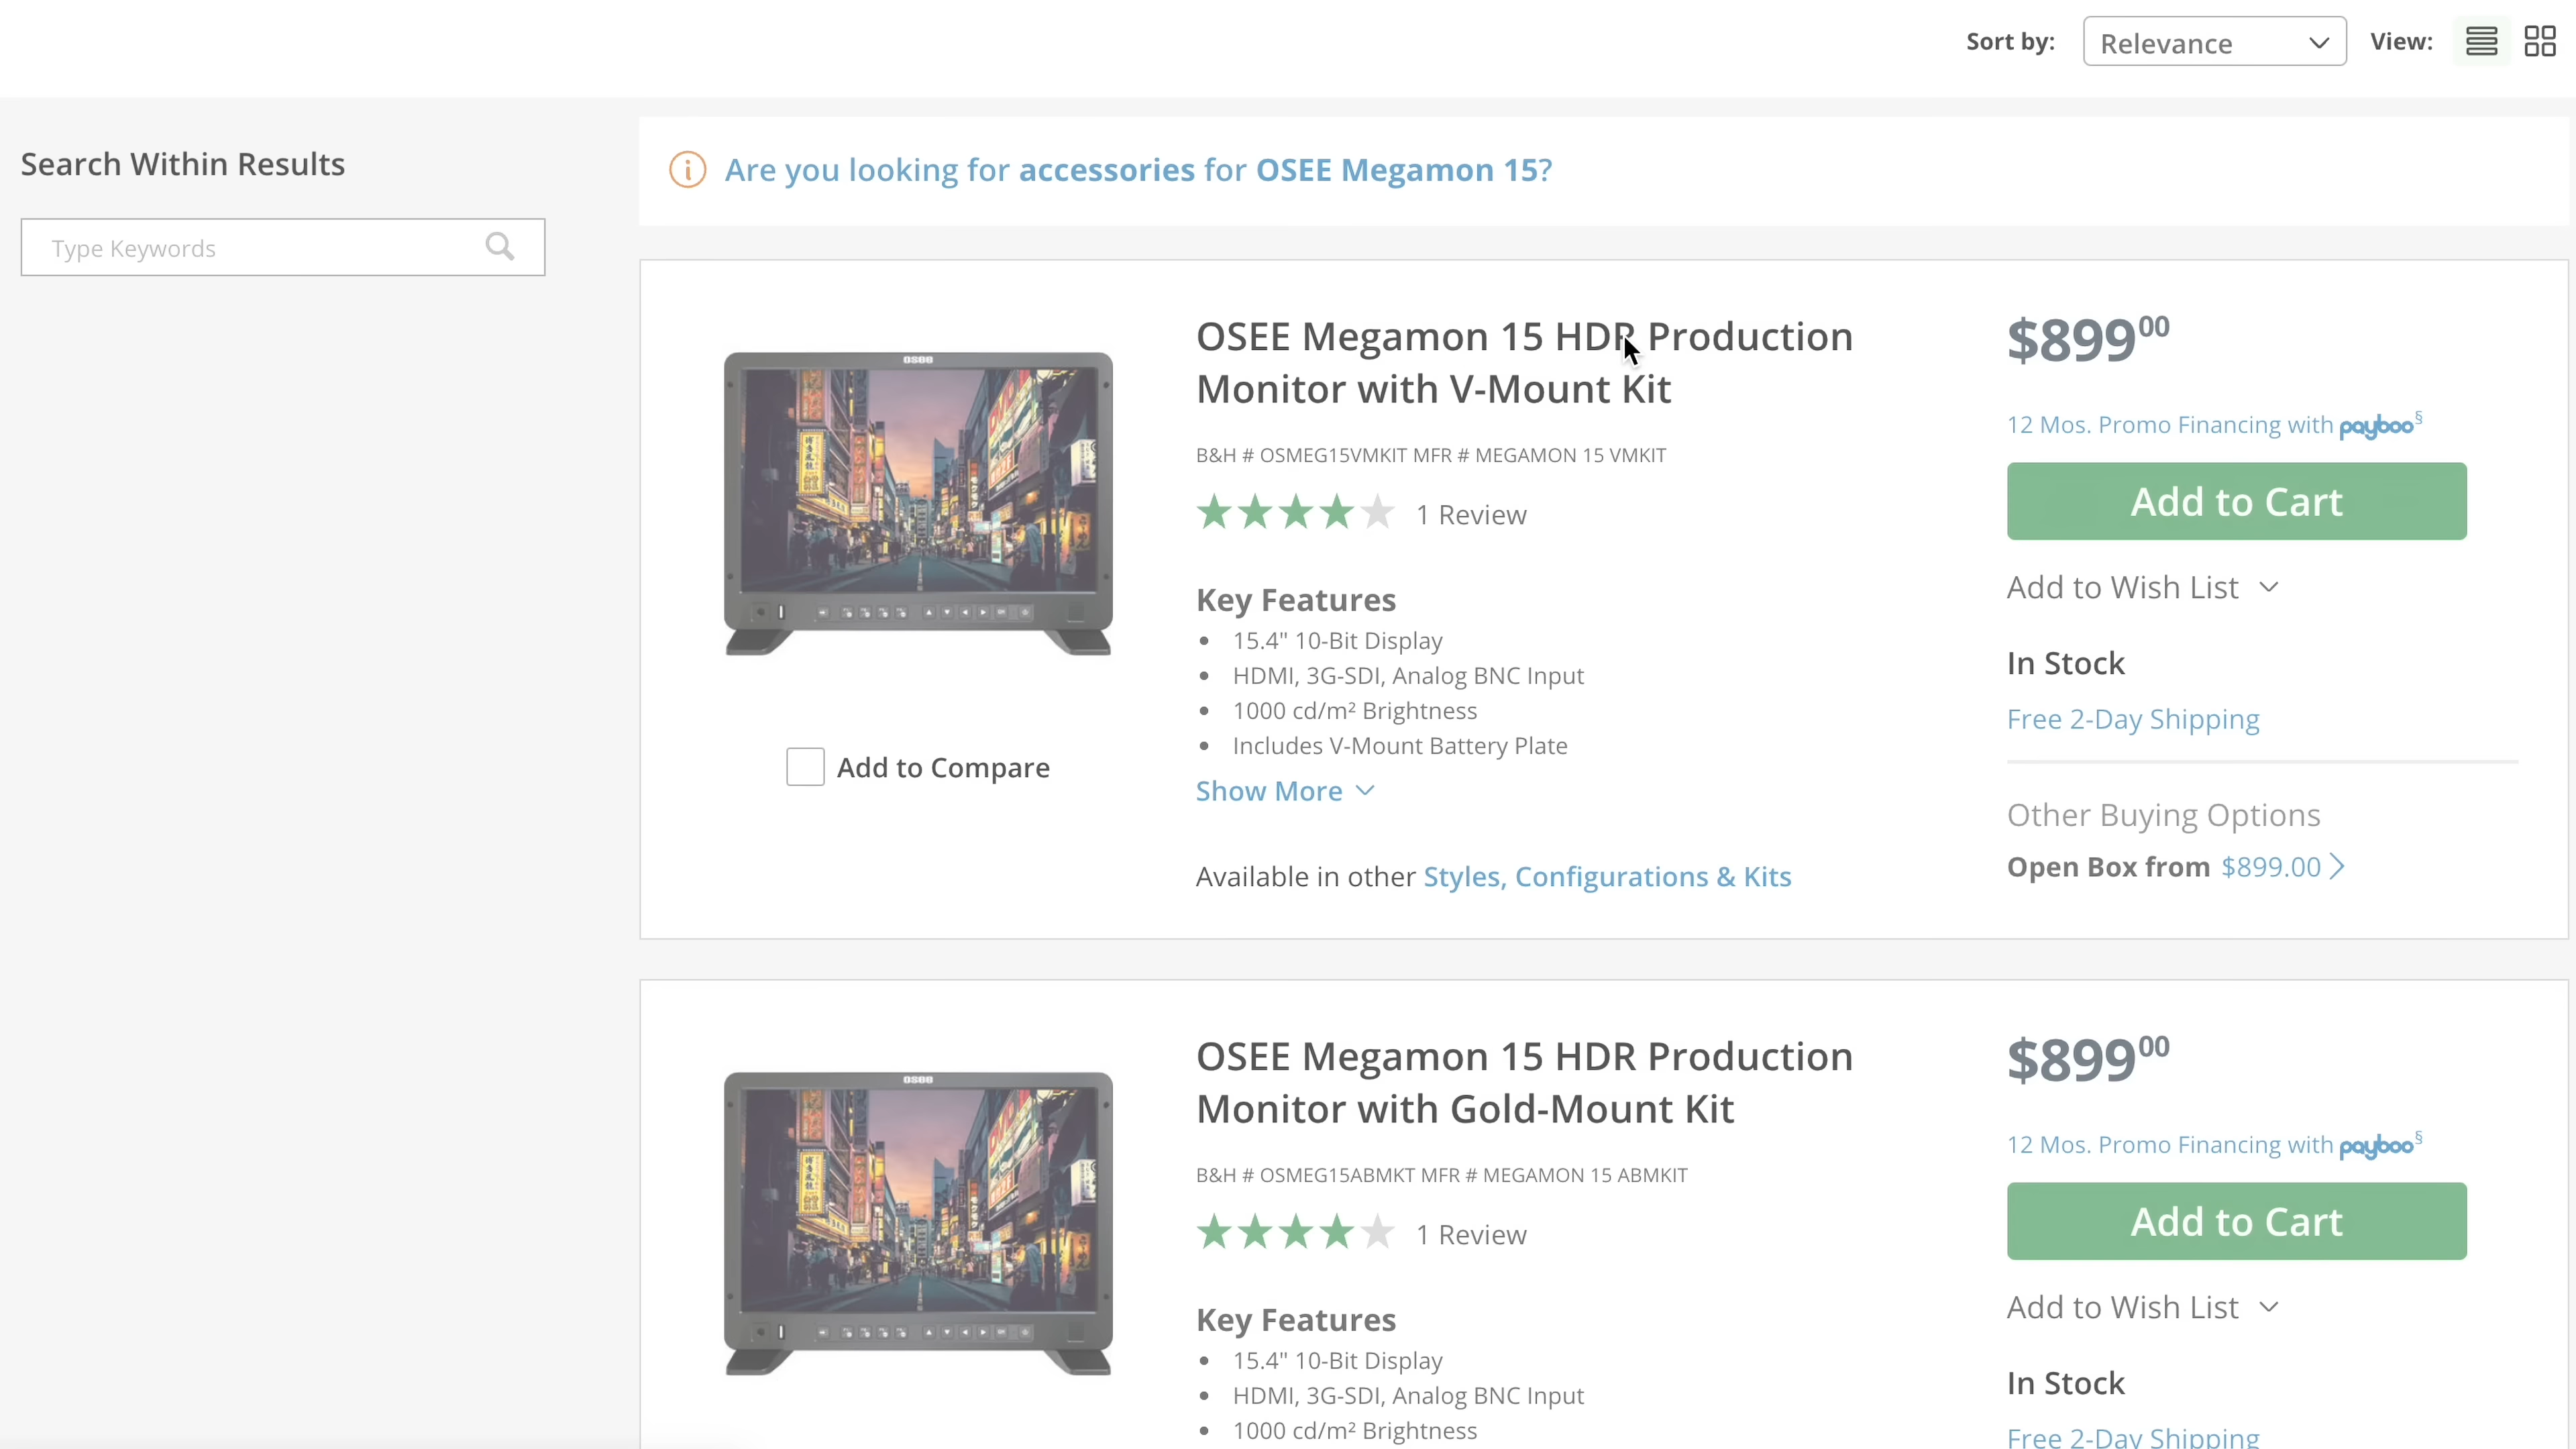 Sort by:
Relevance
View:
Search Within Results
Type Keywords
Are you looking for accessories for OSEE Megamon 15?
OSEE
OSEE Megamon 15 HDR Production
Monitor with V-Mount Kit
B&H # OSMEG15VMKIT MFR # MEGAMON 15 VMKIT
1 Review
Key Features
• 15.4" 10-Bit Display
• HDMI, 3G-SDI, Analog BNC Input
• 1000 cd/m² Brightness
• Includes V-Mount Battery Plate
Show More
Available in other Styles, Configurations & Kits
Add to Compare
$899 00
12 Mos. Promo Financing with payboo§
Add to Cart
Add to Wish List
In Stock
Free 2-Day Shipping
Other Buying Options
Open Box from $899.00
OSEE
OSEE Megamon 15 HDR Production
Monitor with Gold-Mount Kit
B&H # OSMEG15ABMKT MFR # MEGAMON 15 ABMKIT
1 Review
Key Features
• 15.4" 10-Bit Display
• HDMI, 3G-SDI, Analog BNC Input
• 1000 cd/m² Brightness
$899 00
12 Mos. Promo Financing with payboo§
Add to Cart
Add to Wish List
In Stock
Free 2-Day Shipping